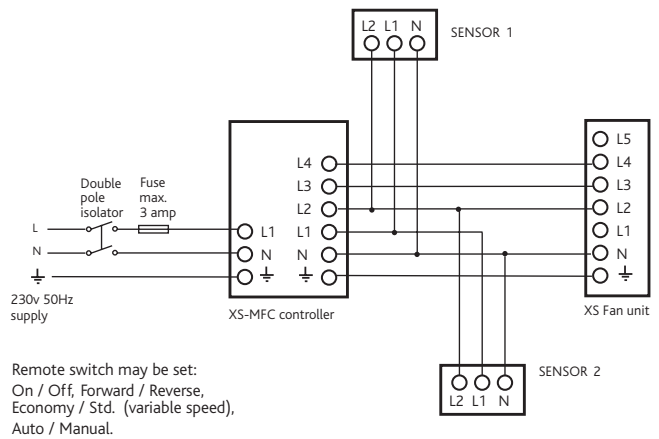 L2 L1 N
SENSOR 1
L5
L4 L4
Double Fuse
pole max.
isolator 3 amp
L3 L3
L2 L2
L L1 L1 L1
N N N N
230v 50Hz
supply
XS-MFC controller
XS Fan unit
SENSOR 2
L2 L1 N
Remote switch may be set:
On / Off, Forward / Reverse,
Economy / Std. (variable speed),
Auto / Manual.